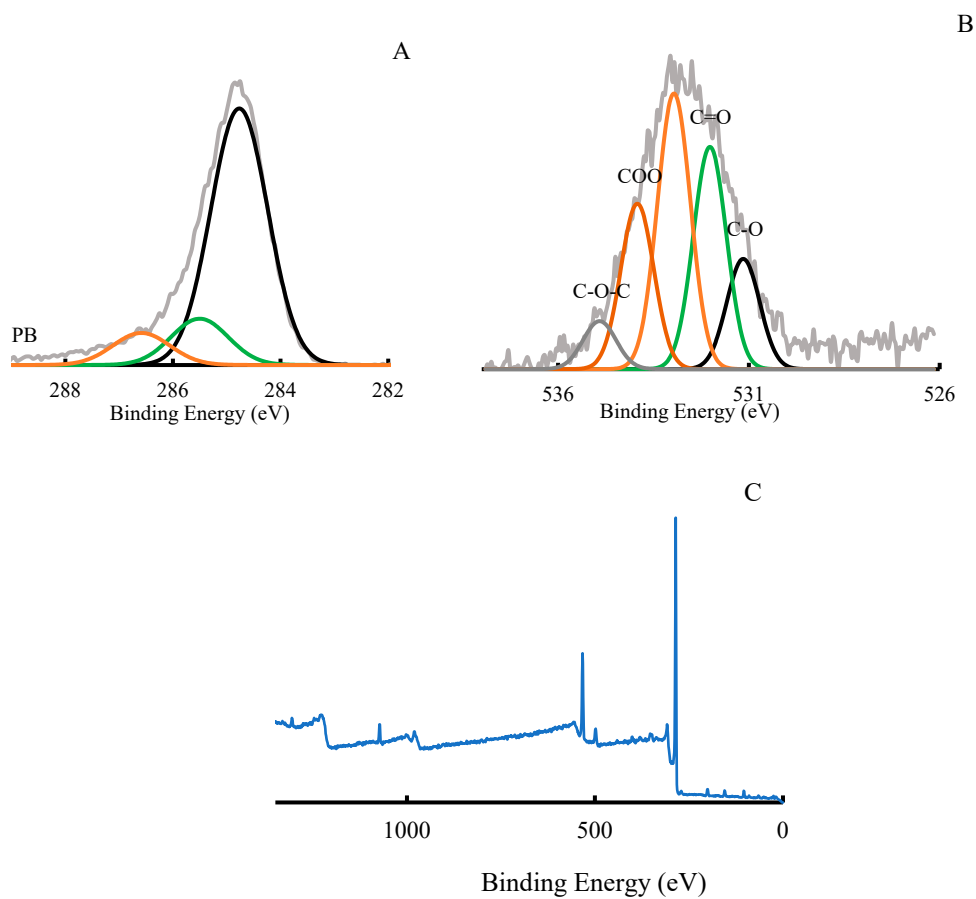 A
PB
288
286
284
282
Binding Energy (eV)
B
C=O
COO
C-O
C-O-C
536
531
526
Binding Energy (eV)
C
1000
500
0
Binding Energy (eV)